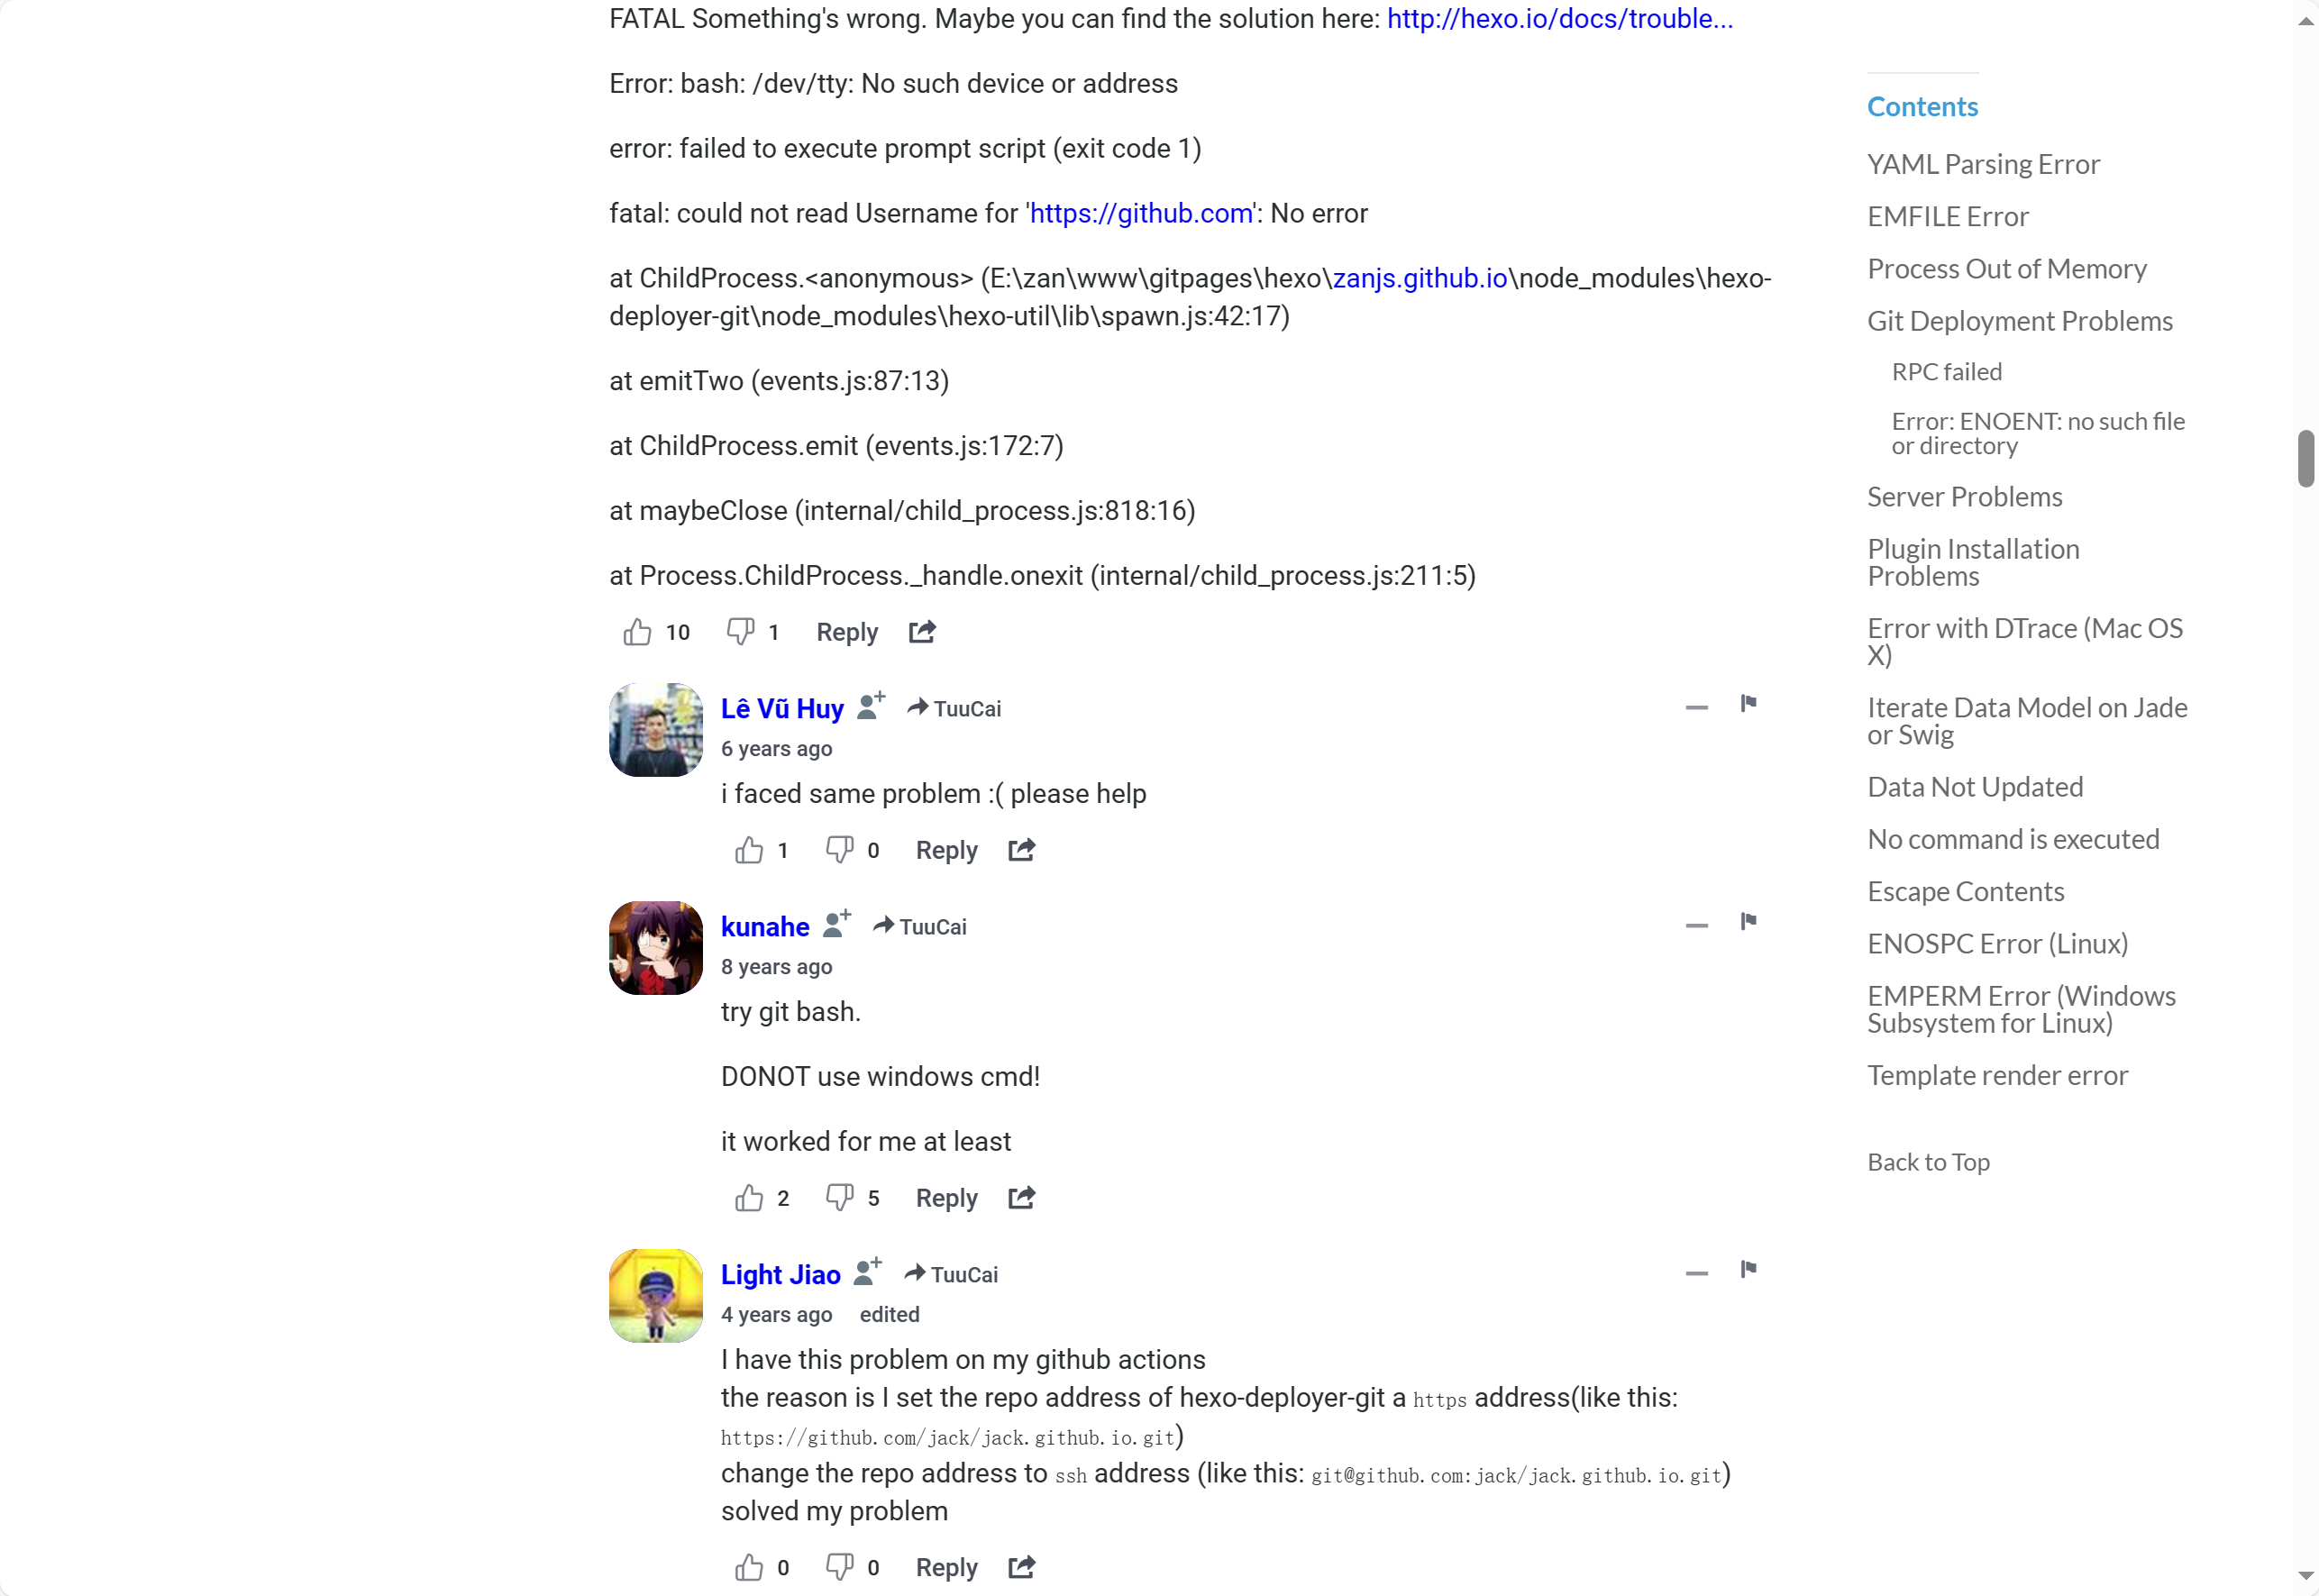 FATAL Something's wrong. Maybe you can find the solution here: http://hexo.io/docs/trouble...
Error: bash: /dev/tty: No such device or address
error: failed to execute prompt script (exit code 1)
fatal: could not read Username for 'https://github.com': No error
at ChildProcess.<anonymous> (E:\zan\www\gitpages\hexo\zanjs.github.io\node_modules\hexo-
deployer-git\node_modules\hexo-util\lib\spawn.js:42:17)
at emitTwo (events.js:87:13)
at ChildProcess.emit (events.js:172:7)
at maybeClose (internal/child_process.js:818:16)
at Process.ChildProcess._handle.onexit (internal/child_process.js:211:5)
10 1 Reply
Lê Vũ Huy TuuCai
6 years ago
i faced same problem :( please help
1 0 Reply
kunahe TuuCai
8 years ago
try git bash.
DONOT use windows cmd!
it worked for me at least
2 5 Reply
Light Jiao TuuCai
4 years ago edited
I have this problem on my github actions
the reason is I set the repo address of hexo-deployer-git a https address(like this:
https://github.com/jack/jack.github.io.git)
change the repo address to ssh address (like this: git@github.com:jack/jack.github.io.git)
solved my problem
0 0 Reply
Contents
YAML Parsing Error
EMFILE Error
Process Out of Memory
Git Deployment Problems
RPC failed
Error: ENOENT: no such file
or directory
Server Problems
Plugin Installation
Problems
Error with DTrace (Mac OS
X)
Iterate Data Model on Jade
or Swig
Data Not Updated
No command is executed
Escape Contents
ENOSPC Error (Linux)
EMPERM Error (Windows
Subsystem for Linux)
Template render error
Back to Top